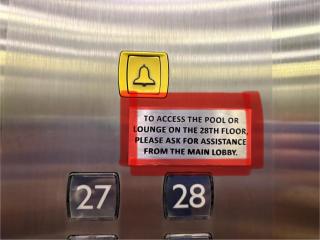 TO ACCESS THE POOL OR
LOUNGE ON THE 28TH FLOOR,
PLEASE ASK FOR ASSISTANCE
FROM THE MAIN LOBBY.
27 28